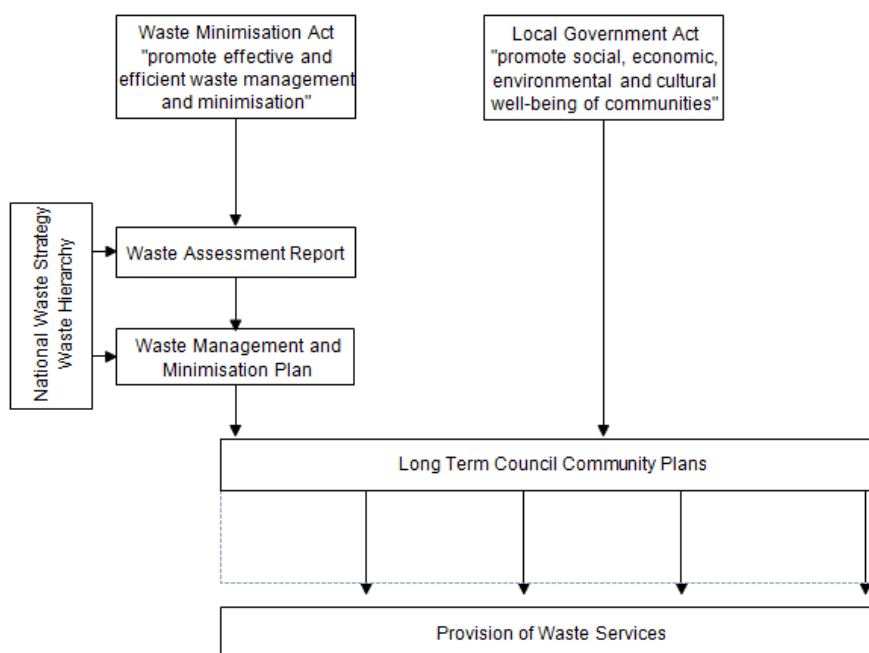 Waste Minimisation Act
"promote effective and
efficient waste management
and minimisation"
Local Government Act
"promote social, economic,
environmental and cultural
well-being of communities"
National Waste Strategy
Waste Hierarchy
Waste Assessment Report
Waste Management and
Minimisation Plan
Long Term Council Community Plans
Provision of Waste Services